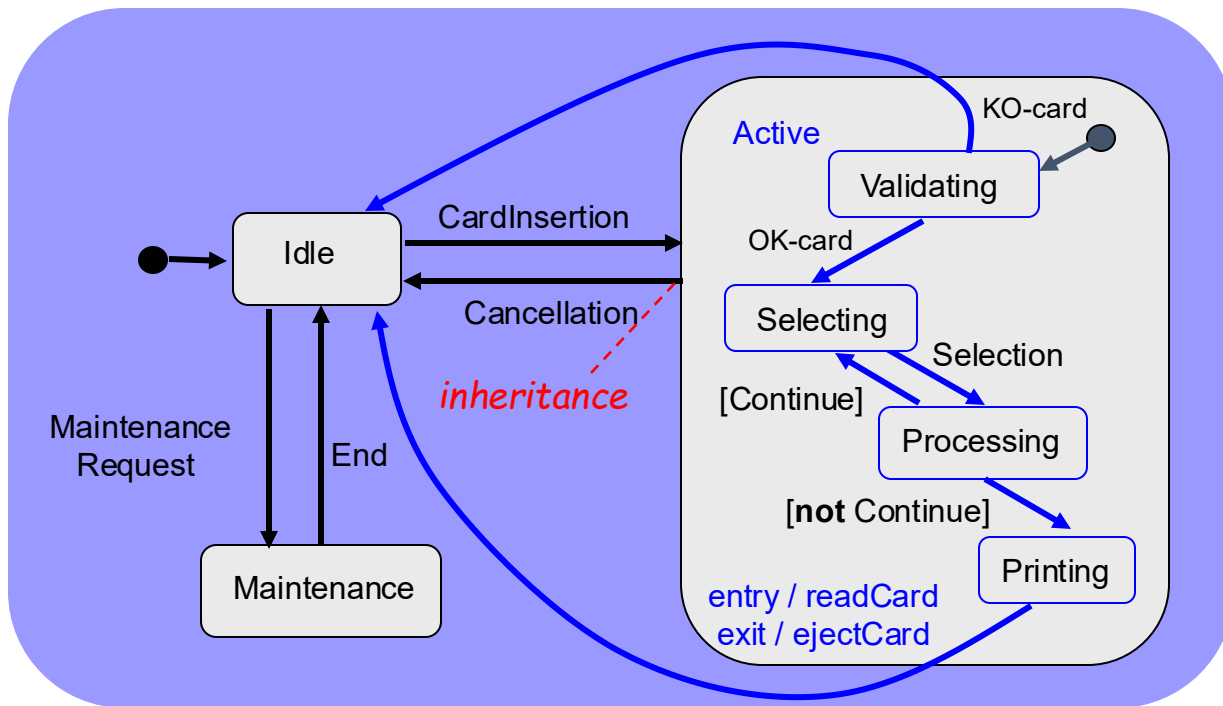 KO-card
Active
Validating
CardInsertion
OK-card
Idle
Cancellation
Selecting
Selection
inheritance
[Continue]
Maintenance
Request
End
Processing
[not Continue]
Maintenance
Printing
entry / readCard
exit / ejectCard